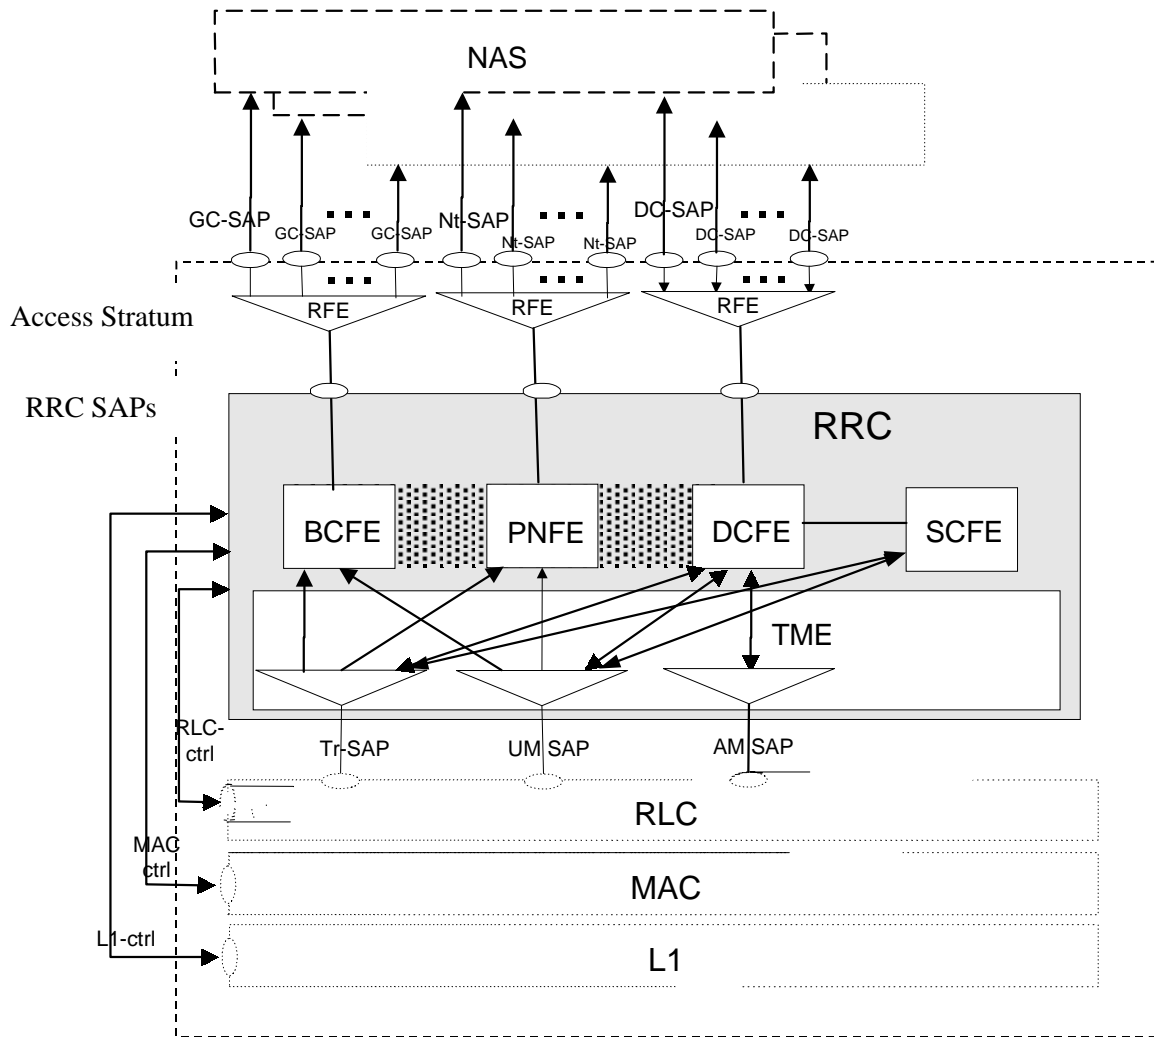 NAS
GC-SAP
GC-SAP
GC-SAP
Nt-SAP
Nt-SAP
Nt-SAP
DC-SAP
DC-SAP
DC-SAP
RFE
RFE
RFE
Access Stratum
RRC SAPs
RRC
BCFE
PNFE
DCFE
SCFE
TME
RLC-
ctrl
Tr-SAP
UM SAP
AM SAP
RLC
MAC
ctrl
MAC
L1-ctrl
L1